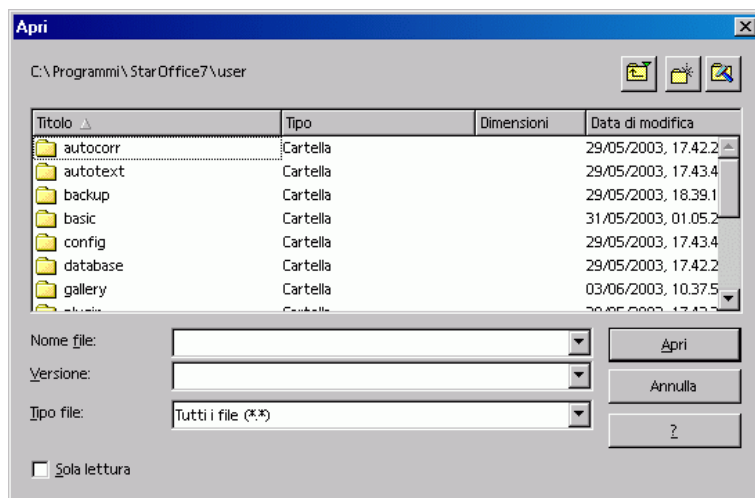 Apri
C:\Programmi\StarOffice7\user
Titolo Tipo Dimensioni Data di modifica
autocorr Cartella 29/05/2003, 17.42.2
autotext Cartella 29/05/2003, 17.43.4
backup Cartella 29/05/2003, 18.39.1
basic Cartella 31/05/2003, 01.05.2
config Cartella 29/05/2003, 17.43.4
database Cartella 29/05/2003, 17.42.2
gallery Cartella 03/06/2003, 10.37.5
Nome file:
Apri
Versione:
Annulla
Tipo file: Tutti i file (*.*)
?
Sola lettura